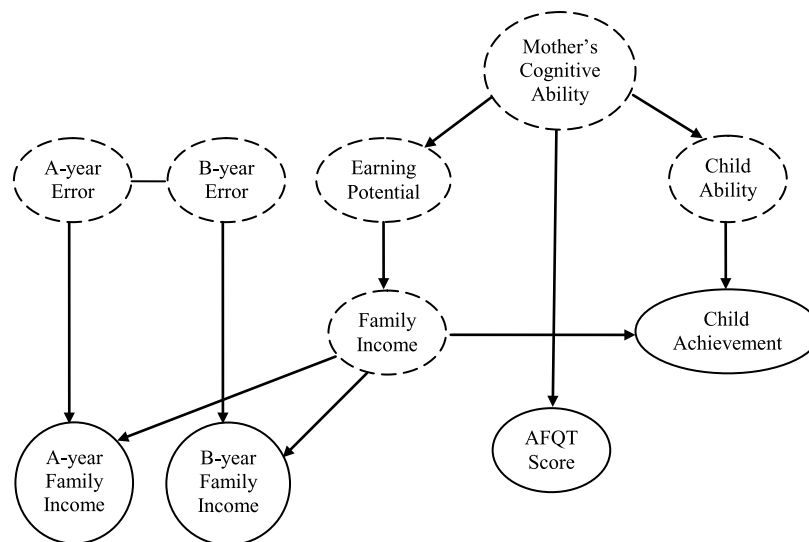 Mother's
Cognitive
Ability
A-year
Error
B-year
Error
Earning
Potential
Child
Ability
Family
Income
Child
Achievement
A-year
Family
Income
B-year
Family
Income
AFQT
Score